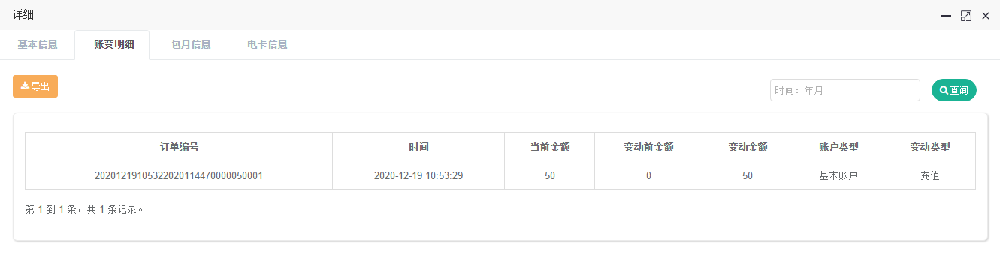 详细
基本信息 账变明细 包月信息 电卡信息
导出 时间：年月 查询
订单编号 时间 当前金额 变动前金额 变动金额 账户类型 变动类型
20201219105322020114470000050001 2020-12-19 10:53:29 50 0 50 基本账户 充值
第 1 到 1 条，共 1 条记录。